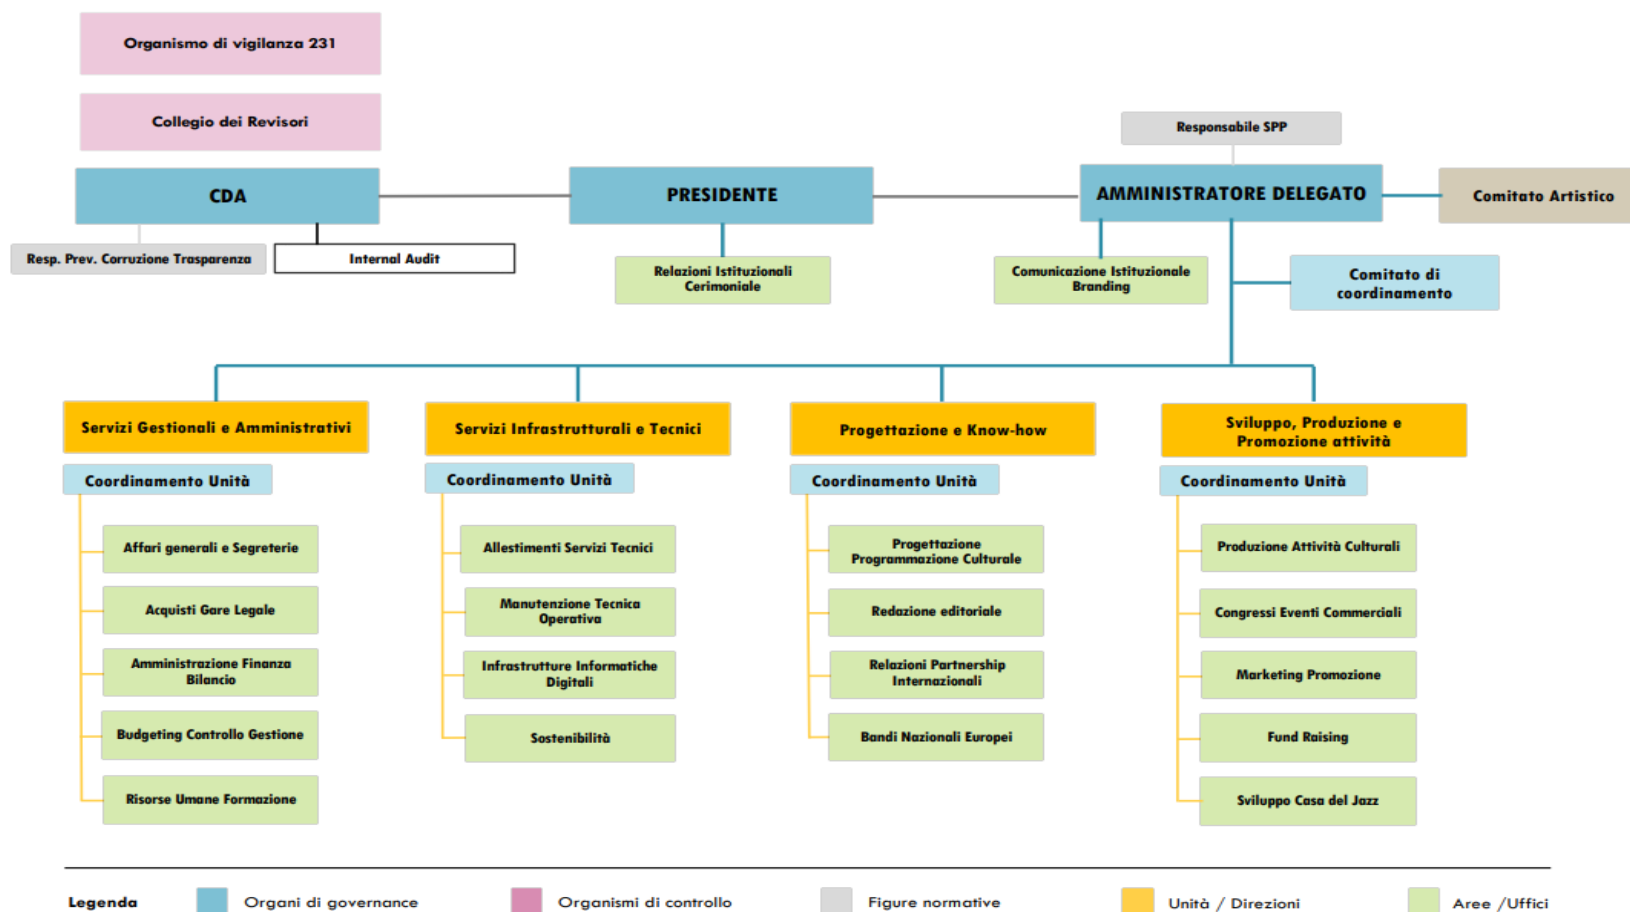 Organismo di vigilanza 231
Collegio dei Revisori
Responsabile SPP
CDA
PRESIDENTE
AMMINISTRATORE DELEGATO
Comitato Artistico
Resp. Prev. Corruzione Trasparenza
Internal Audit
Relazioni Istituzionali
Cerimoniale
Comunicazione Istituzionale
Branding
Comitato di
coordinamento
Servizi Gestionali e Amministrativi
Coordinamento Unità
Affari generali e Segreterie
Acquisti Gare Legale
Amministrazione Finanza
Bilancio
Budgeting Controllo Gestione
Risorse Umane Formazione
Servizi Infrastrutturali e Tecnici
Coordinamento Unità
Allestimenti Servizi Tecnici
Manutenzione Tecnica
Operativa
Infrastrutture Informatiche
Digitali
Sostenibilità
Progettazione e Know-how
Coordinamento Unità
Progettazione
Programmazione Culturale
Redazione editoriale
Relazioni Partnership
Internazionali
Bandi Nazionali Europei
Sviluppo, Produzione e
Promozione attività
Coordinamento Unità
Produzione Attività Culturali
Congressi Eventi Commerciali
Marketing Promozione
Fund Raising
Sviluppo Casa del Jazz
Legenda
Organi di governance
Organismi di controllo
Figure normative
Unità / Direzioni
Aree /Uffici